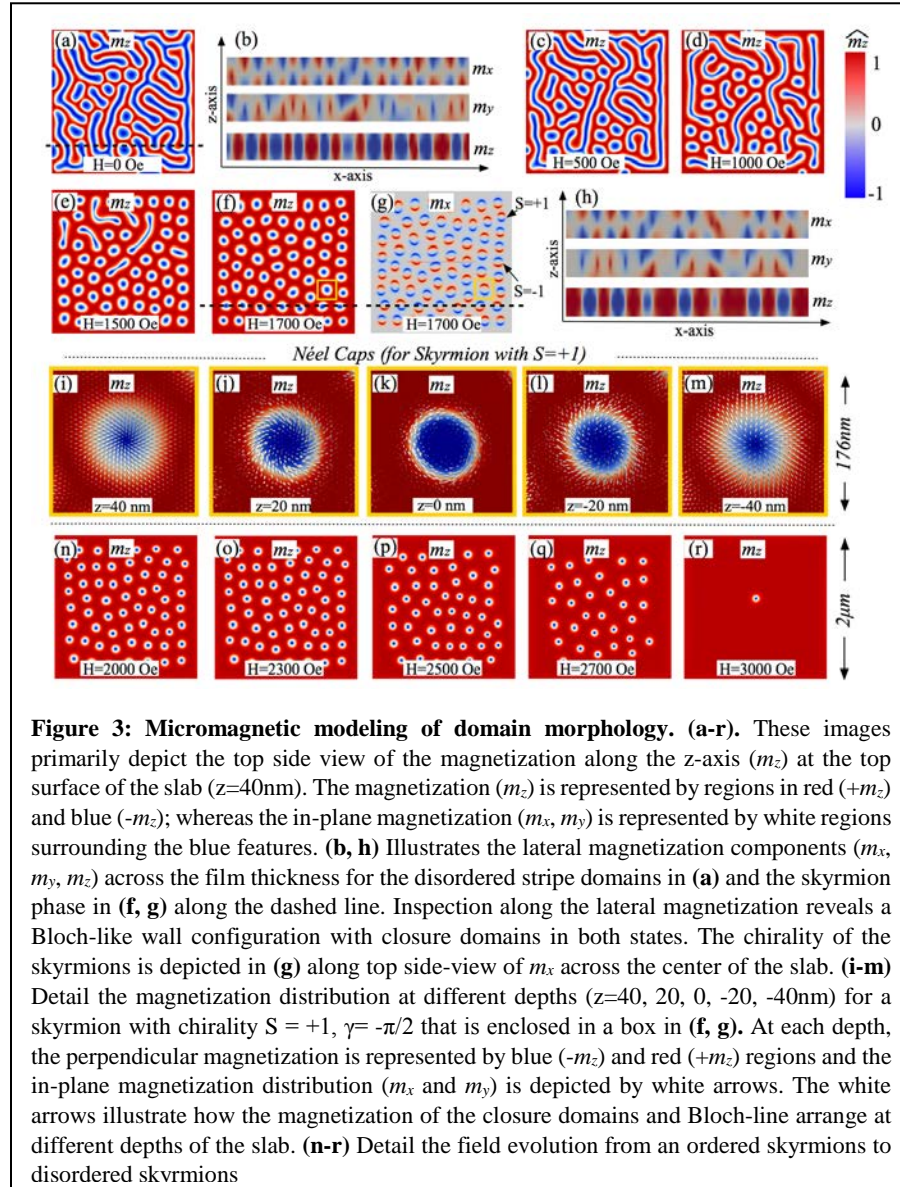 (a) mz (b) (c) mz (d) mz m̂z
mx
my
mz
z-axis
x-axis
H=0 Oe H=500 Oe H=1000 Oe
1
0
-1
(e) mz (f) mz (g) mx (h)
S=+1
S=-1
mx
my
mz
z-axis
x-axis
H=1500 Oe H=1700 Oe H=1700 Oe
Néel Caps (for Skyrmion with S=+1)
(i) mz (j) mz (k) mz (l) mz (m) mz
z=40 nm z=20 nm z=0 nm z=-20 nm z=-40 nm
176nm
(n) mz (o) mz (p) mz (q) mz (r) mz
H=2000 Oe H=2300 Oe H=2500 Oe H=2700 Oe H=3000 Oe
2μm
Figure 3: Micromagnetic modeling of domain morphology. (a-r). These images
primarily depict the top side view of the magnetization along the z-axis (mz) at the top
surface of the slab (z=40nm). The magnetization (mz) is represented by regions in red (+mz)
and blue (-mz); whereas the in-plane magnetization (mx, my) is represented by white regions
surrounding the blue features. (b, h) Illustrates the lateral magnetization components (mx,
my, mz) across the film thickness for the disordered stripe domains in (a) and the skyrmion
phase in (f, g) along the dashed line. Inspection along the lateral magnetization reveals a
Bloch-like wall configuration with closure domains in both states. The chirality of the
skyrmions is depicted in (g) along top side-view of mx across the center of the slab. (i-m)
Detail the magnetization distribution at different depths (z=40, 20, 0, -20, -40nm) for a
skyrmion with chirality S = +1, γ= -π/2 that is enclosed in a box in (f, g). At each depth,
the perpendicular magnetization is represented by blue (-mz) and red (+mz) regions and the
in-plane magnetization distribution (mx and my) is depicted by white arrows. The white
arrows illustrate how the magnetization of the closure domains and Bloch-line arrange at
different depths of the slab. (n-r) Detail the field evolution from an ordered skyrmions to
disordered skyrmions